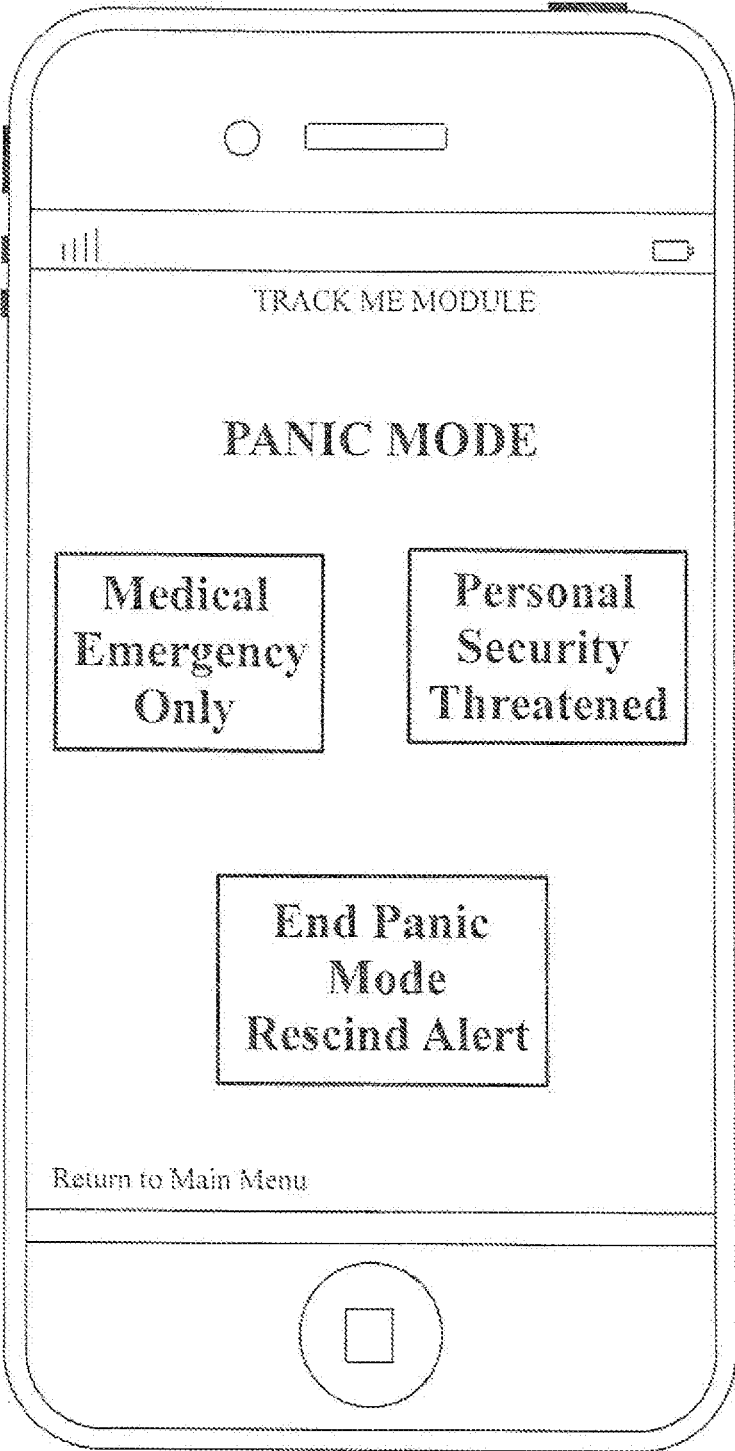 TRACK ME MODULE
PANIC MODE
Medical
Emergency
Only
Personal
Security
Threatened
End Panic
Mode
Rescind Alert
Return to Main Menu